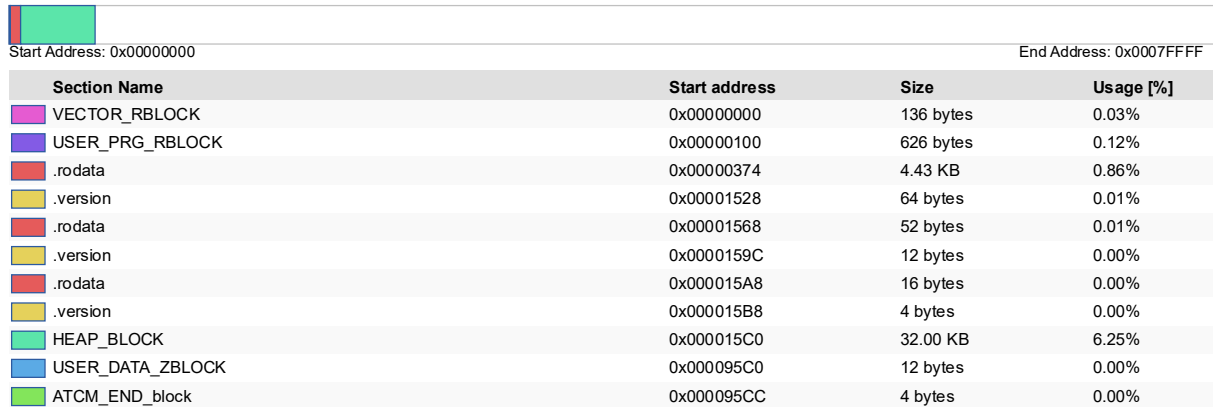 Start Address: 0x00000000 End Address: 0x0007FFFF
Section Name Start address Size Usage [%]
VECTOR_RBLOCK 0x00000000 136 bytes 0.03%
USER_PRG_RBLOCK 0x00000100 626 bytes 0.12%
.rodata 0x00000374 4.43 KB 0.86%
.version 0x00001528 64 bytes 0.01%
.rodata 0x00001568 52 bytes 0.01%
.version 0x0000159C 12 bytes 0.00%
.rodata 0x000015A8 16 bytes 0.00%
.version 0x000015B8 4 bytes 0.00%
HEAP_BLOCK 0x000015C0 32.00 KB 6.25%
USER_DATA_ZBLOCK 0x000095C0 12 bytes 0.00%
ATCM_END_block 0x000095CC 4 bytes 0.00%